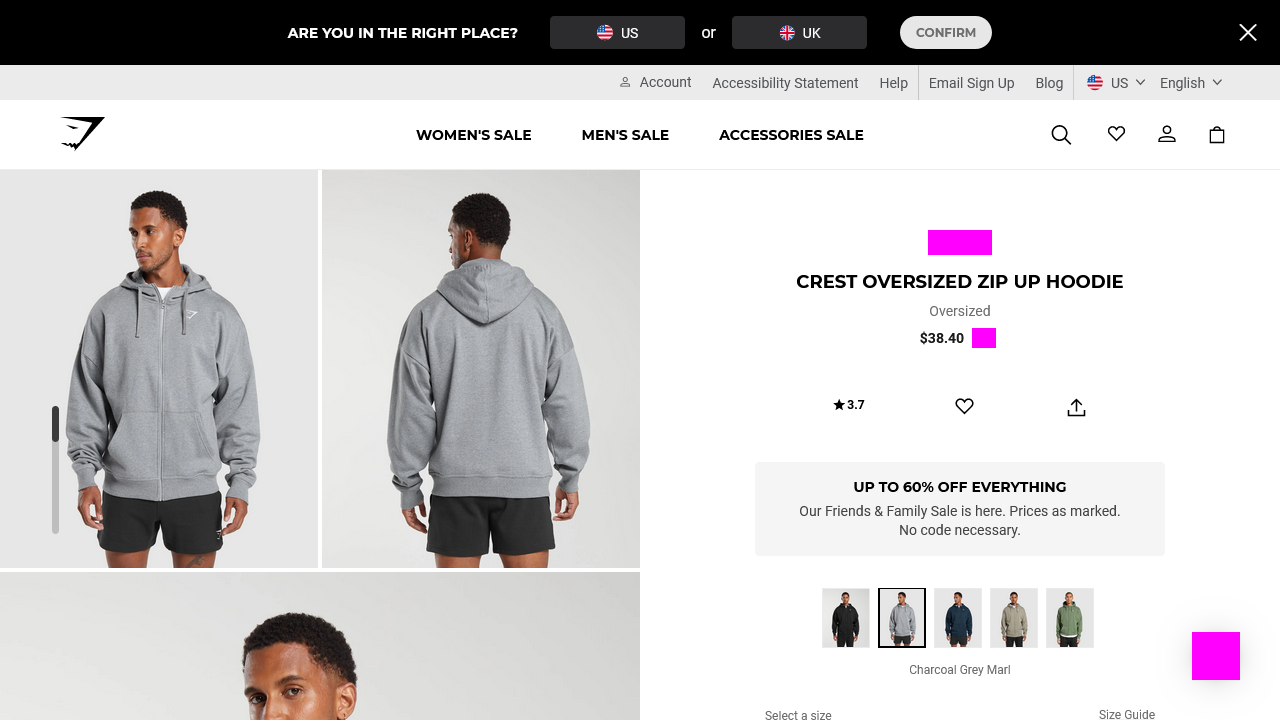 ARE YOU IN THE RIGHT PLACE?
US
or
UK
CONFIRM
Account
Accessibility Statement
Help
Email Sign Up
Blog
US
English
WOMEN'S SALE
MEN'S SALE
ACCESSORIES SALE
CREST OVERSIZED ZIP UP HOODIE
Oversized
$38.40
3.7
UP TO 60% OFF EVERYTHING
Our Friends & Family Sale is here. Prices as marked.
No code necessary.
Charcoal Grey Marl
Select a size
Size Guide